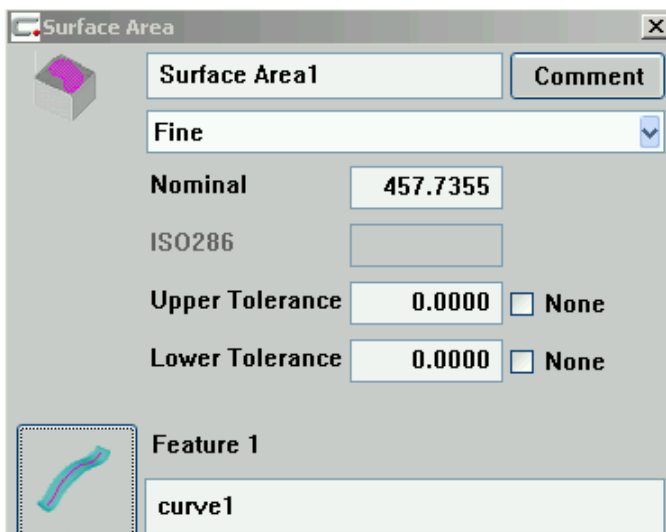 Surface Area
Surface Area1 Comment
Fine
Nominal 457.7355
ISO286
Upper Tolerance 0.0000 None
Lower Tolerance 0.0000 None
Feature 1
curve1